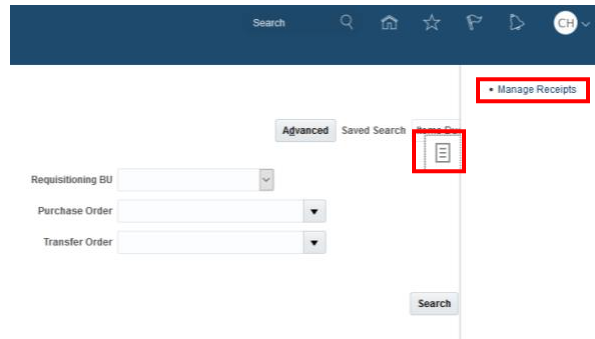 Search
CH
• Manage Receipts
Advanced Saved Search
Requisitioning BU
Purchase Order
Transfer Order
Search